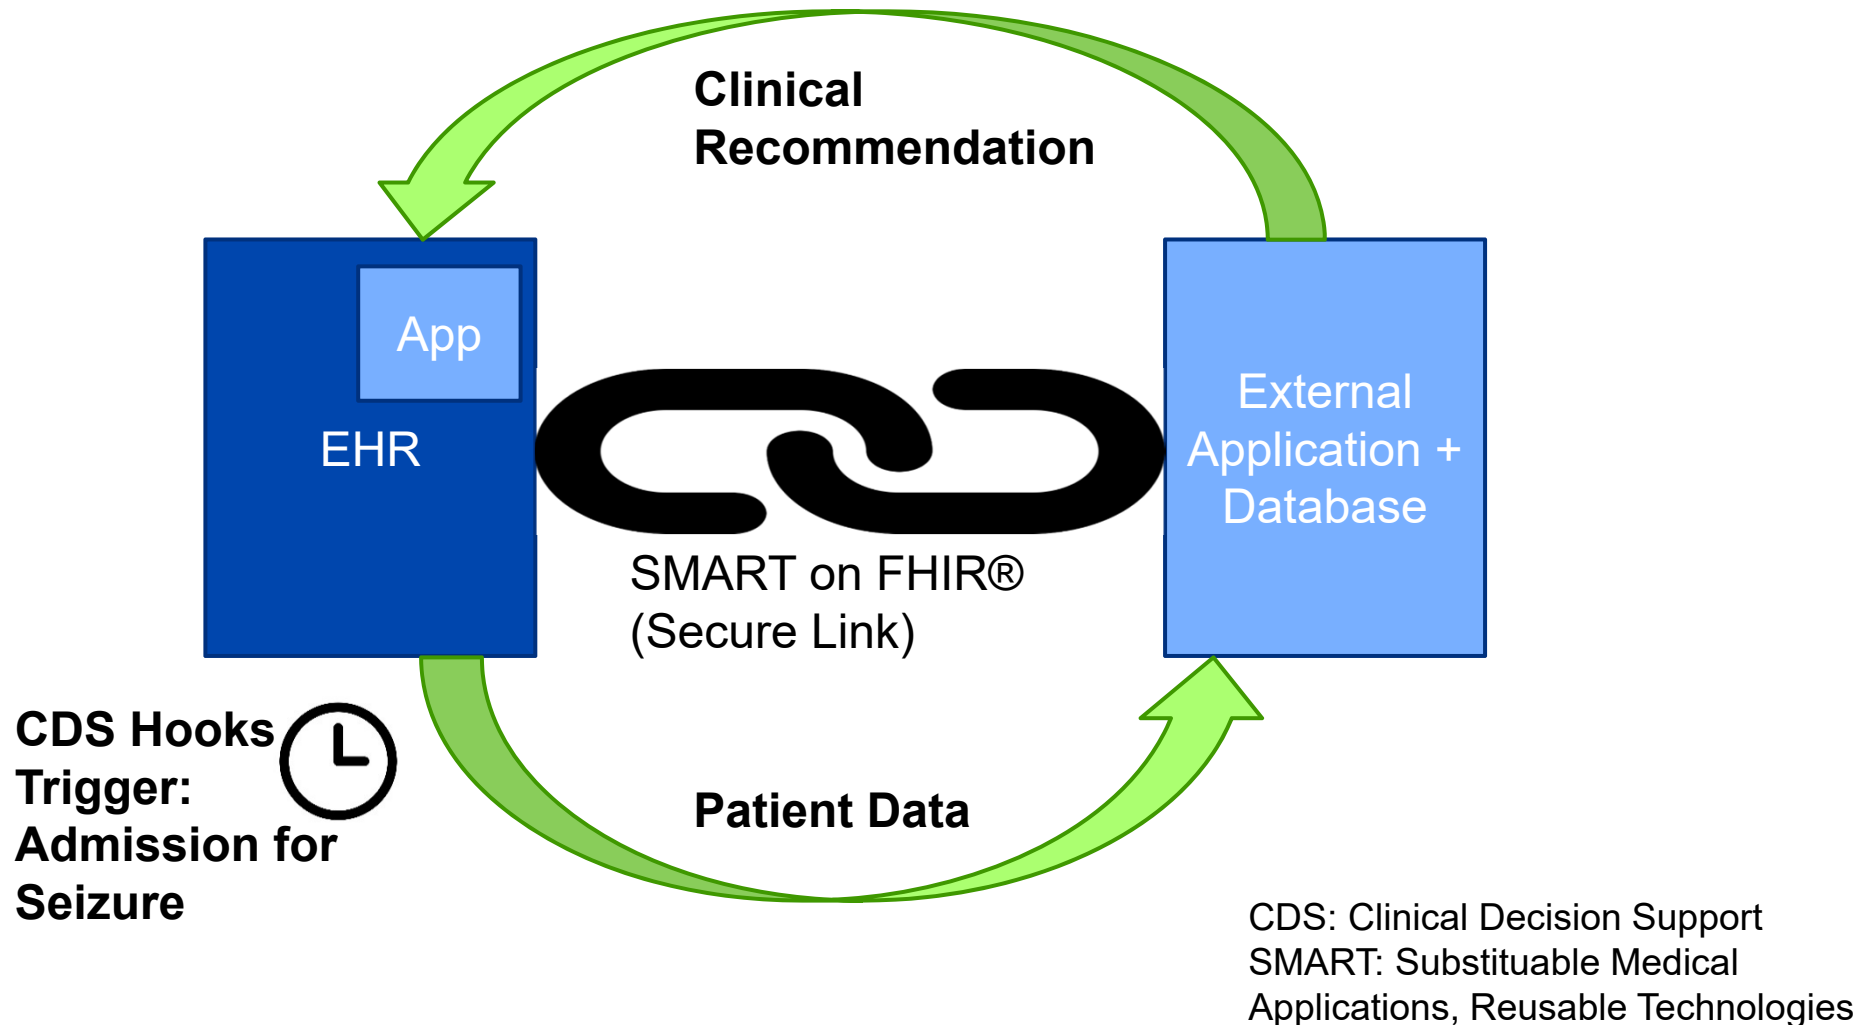 Clinical
Recommendation
App
EHR
External
Application +
Database
SMART on FHIR®
(Secure Link)
CDS Hooks
Trigger:
Admission for
Seizure
Patient Data
CDS: Clinical Decision Support
SMART: Substituable Medical
Applications, Reusable Technologies